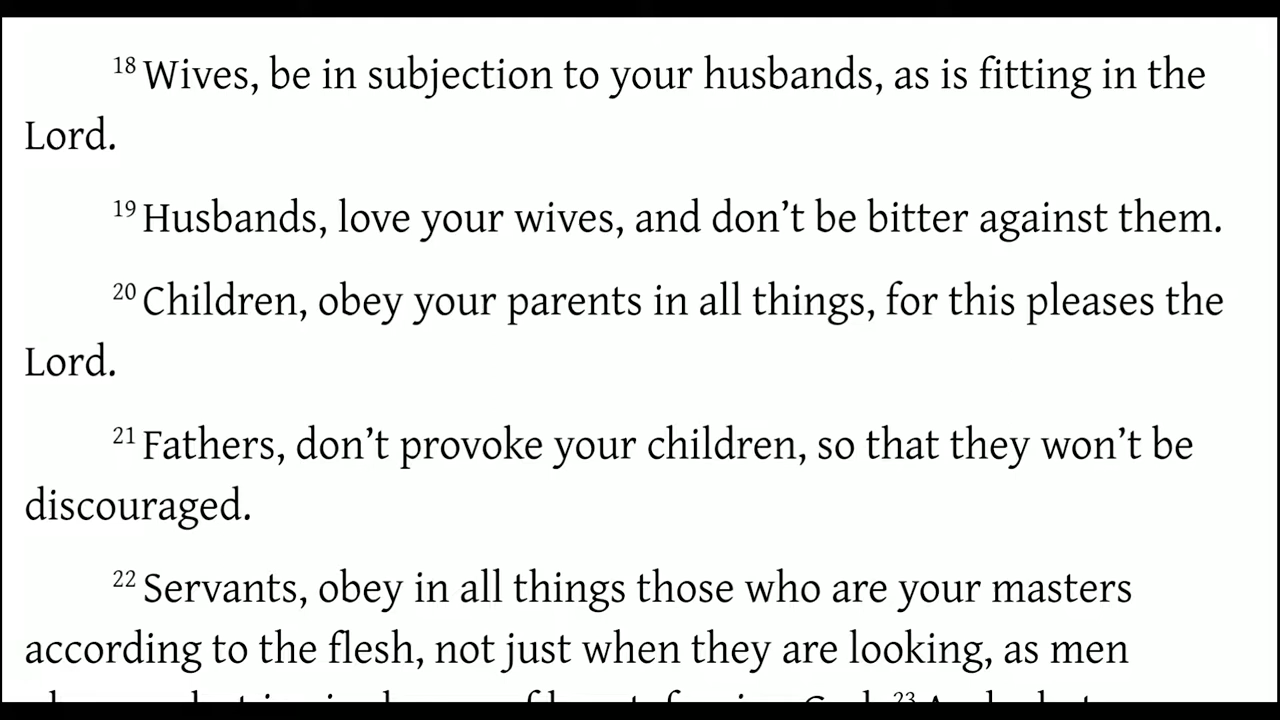 18 Wives, be in subjection to your husbands, as is fitting in the
Lord.
19 Husbands, love your wives, and don’t be bitter against them.
20 Children, obey your parents in all things, for this pleases the
Lord.
21 Fathers, don’t provoke your children, so that they won’t be
discouraged.
22 Servants, obey in all things those who are your masters
according to the flesh, not just when they are looking, as men